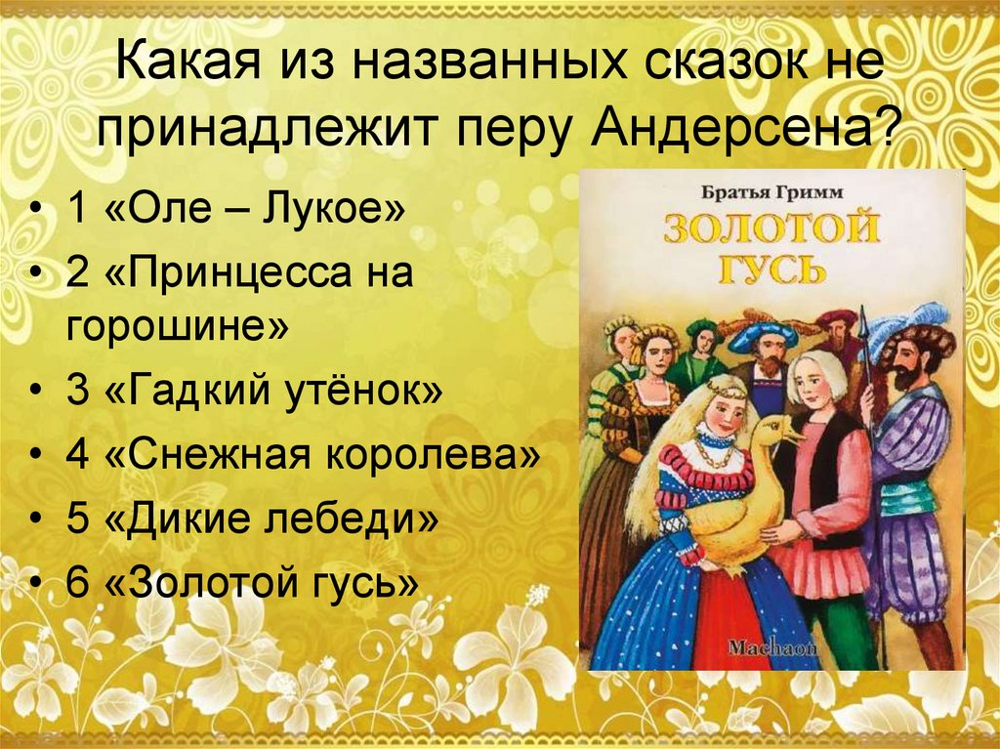 Какая из названных сказок не
принадлежит перу Андерсена?
• 1 «Оле – Лукое»
• 2 «Принцесса на
горошине»
• 3 «Гадкий утёнок»
• 4 «Снежная королева»
• 5 «Дикие лебеди»
• 6 «Золотой гусь»
Братья Гримм
ЗОЛОТОЙ
ГУСЬ
Machaon